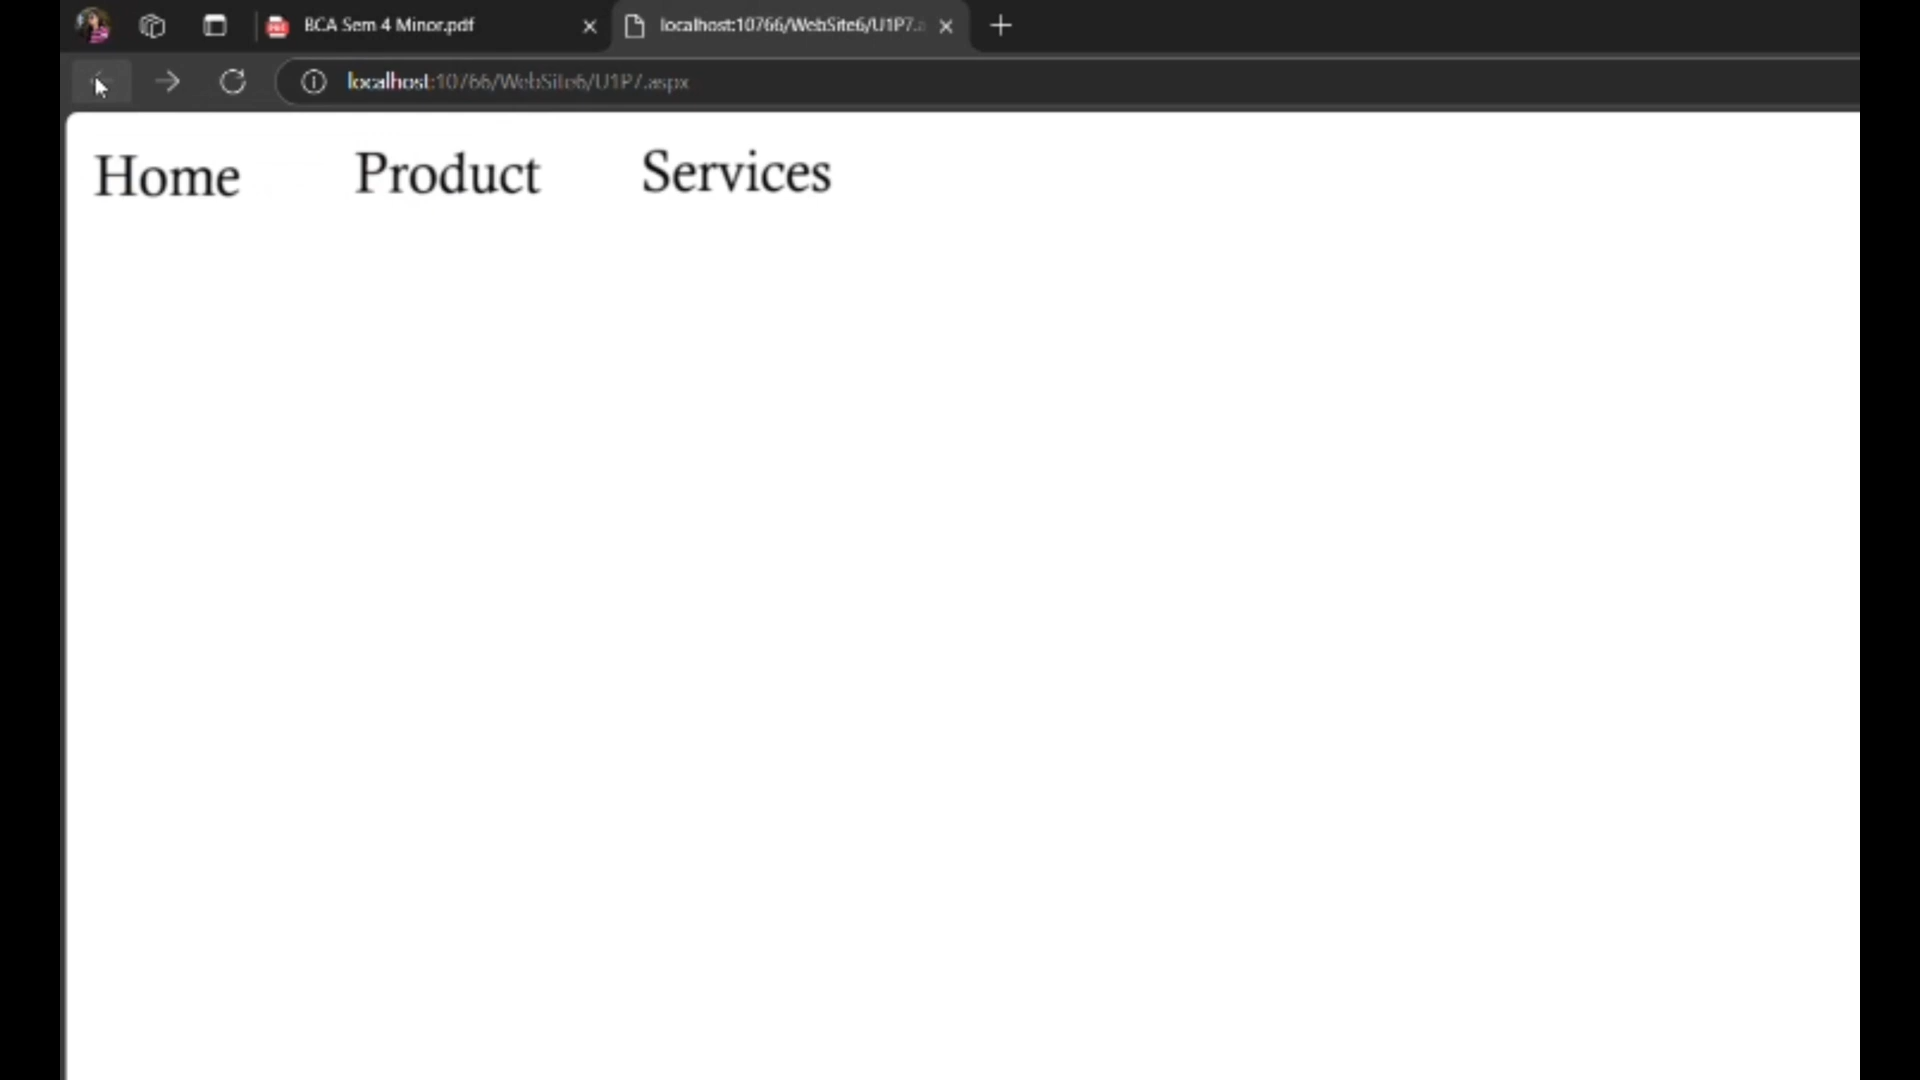 BCA Sem 4 Minor.pdf
localhost:10766/WebSite6/U1P7.a
localhost:10766/WebSite6/U1P7.aspx
Home Product Services